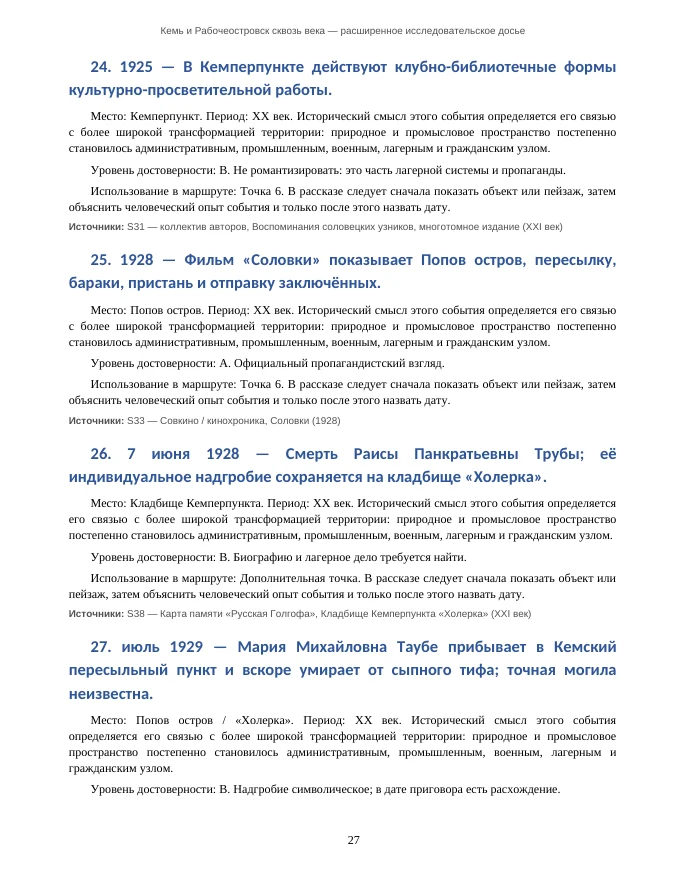 Кемь и Рабочеостровск сквозь века — расширенное исследовательское досье
24. 1925 — В Кемперпункте действуют клубно-библиотечные формы
культурно-просветительной работы.
Место: Кемперпункт. Период: XX век. Исторический смысл этого события определяется его связью
с более широкой трансформацией территории: природное и промысловое пространство постепенно
становилось административным, промышленным, военным, лагерным и гражданским узлом.
Уровень достоверности: B. Не романтизировать: это часть лагерной системы и пропаганды.
Использование в маршруте: Точка 6. В рассказе следует сначала показать объект или пейзаж, затем
объяснить человеческий опыт события и только после этого назвать дату.
Источники: S31 — коллектив авторов, Воспоминания соловецких узников, многотомное издание (XXI век)
25. 1928 — Фильм «Соловки» показывает Попов остров, пересылку,
бараки, пристань и отправку заключённых.
Место: Попов остров. Период: XX век. Исторический смысл этого события определяется его связью
с более широкой трансформацией территории: природное и промысловое пространство постепенно
становилось административным, промышленным, военным, лагерным и гражданским узлом.
Уровень достоверности: A. Официальный пропагандистский взгляд.
Использование в маршруте: Точка 6. В рассказе следует сначала показать объект или пейзаж, затем
объяснить человеческий опыт события и только после этого назвать дату.
Источники: S33 — Совкино / кинохроника, Соловки (1928)
26. 7 июня 1928 — Смерть Раисы Панкратьевны Трубы; её
индивидуальное надгробие сохраняется на кладбище «Холерка».
Место: Кладбище Кемперпункта. Период: XX век. Исторический смысл этого события определяется
его связью с более широкой трансформацией территории: природное и промысловое пространство
постепенно становилось административным, промышленным, военным, лагерным и гражданским узлом.
Уровень достоверности: B. Биографию и лагерное дело требуется найти.
Использование в маршруте: Дополнительная точка. В рассказе следует сначала показать объект или
пейзаж, затем объяснить человеческий опыт события и только после этого назвать дату.
Источники: S38 — Карта памяти «Русская Голгофа», Кладбище Кемперпункта «Холерка» (XXI век)
27. июль 1929 — Мария Михайловна Таубе прибывает в Кемский
пересыльный пункт и вскоре умирает от сыпного тифа; точная могила
неизвестна.
Место: Попов остров / «Холерка». Период: XX век. Исторический смысл этого события
определяется его связью с более широкой трансформацией территории: природное и промысловое
пространство постепенно становилось административным, промышленным, военным, лагерным и
гражданским узлом.
Уровень достоверности: B. Надгробие символическое; в дате приговора есть расхождение.
27